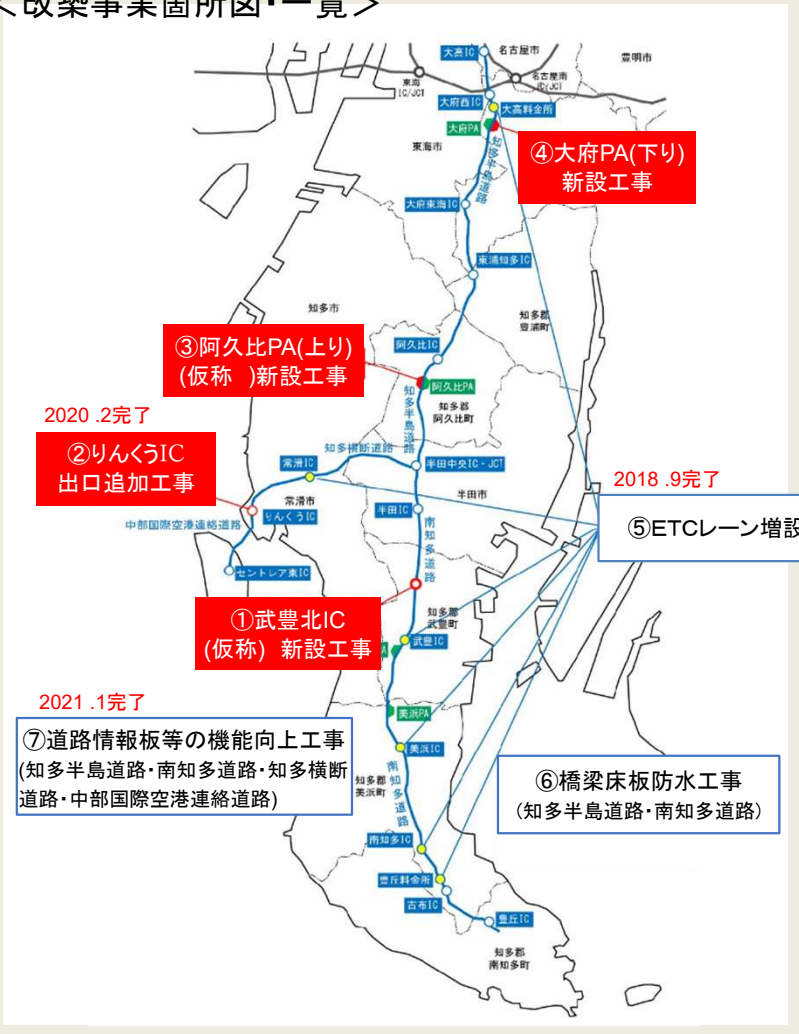 <改築事業箇所図・一覧>
大高IC
名古屋市
豊明市
東海
IC/JCT
名古屋南
IC/JCT
大府西IC
大高料金所
大府PA
東海市
知多半島道路
④大府PA(下り)
新設工事
大府東海IC
東浦知多IC
知多市
知多郡
豊浦町
③阿久比PA(上り)
(仮称 )新設工事
阿久比IC
阿久比PA
知多半島道路
知多郡
阿久比町
2020 .2完了
②りんくうIC
出口追加工事
知多横断道路
常滑IC
半田中央IC・JCT
2018 .9完了
常滑市
半田市
りんくうIC
半田IC
⑤ETCレーン増設
中部国際空港連絡道路
南知多道路
セントレア東IC
①武豊北IC
(仮称) 新設工事
知多郡
武豊町
武豊IC
A
2021 .1完了
美浜PA
⑦道路情報板等の機能向上工事
(知多半島道路・南知多道路・知多横断
道路・中部国際空港連絡道路)
美浜IC
知多郡
美浜町
南知多道路
⑥橋梁床板防水工事
(知多半島道路・南知多道路)
南知多IC
豊丘料金所
古布IC
豊丘IC
知多郡
南知多町